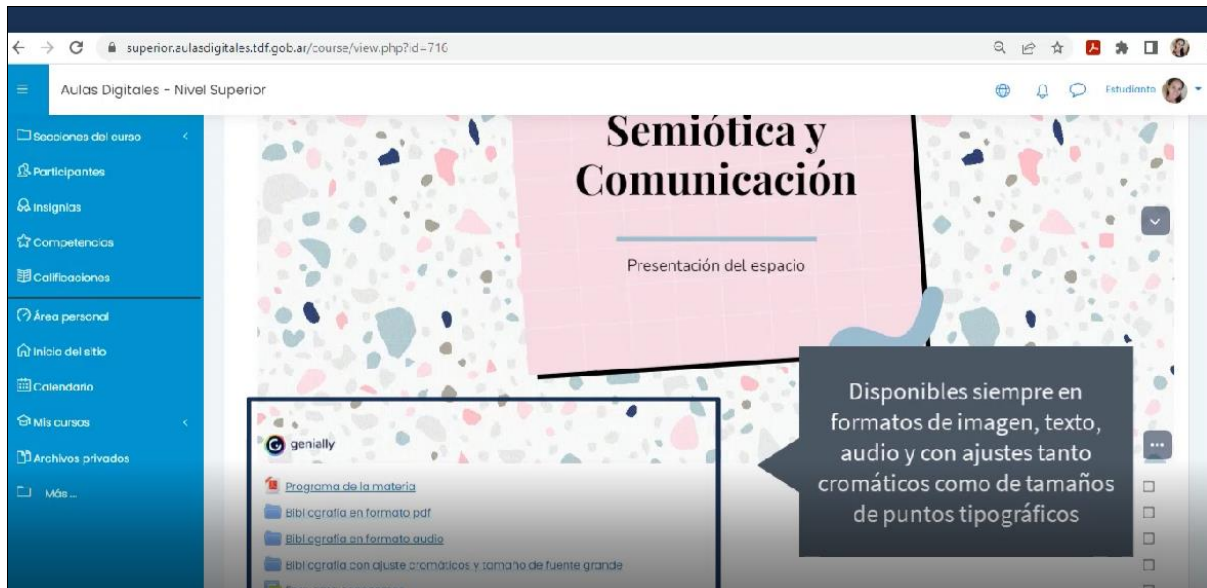 superior.aulasdigitales.tdf.gob.ar/course/view.php?id=716
Aulas Digitales - Nivel Superior
Estudiante
Secciones del curso
Participantes
Insignias
Competencias
Calificaciones
Área personal
Inicio del sitio
Calendario
Mis cursos
Archivos privados
Más...
Semiótica y
Comunicación
Presentación del espacio
Disponibles siempre en
formatos de imagen, texto,
audio y con ajustes tanto
cromáticos como de tamaños
de puntos tipográficos
genially
Programa de la materia
Bibliografía en formato pdf
Bibliografía en formato audio
Bibliografía con ajuste cromáticos y tamaño de fuente grande